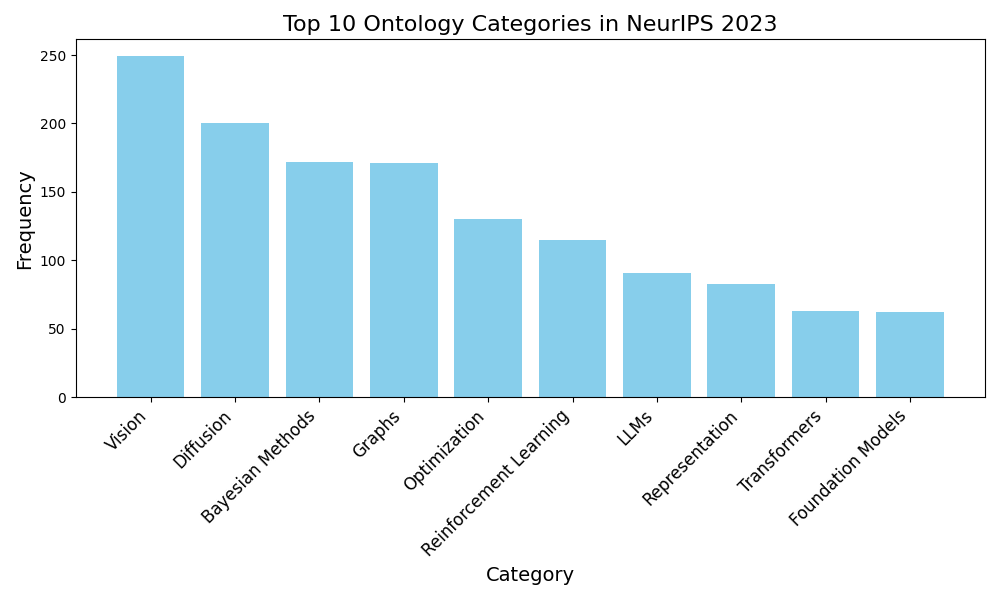 Top 10 Ontology Categories in NeurIPS 2023
Frequency
250
200
150
100
50
0
Vision
Diffusion
Bayesian Methods
Graphs
Optimization
Reinforcement Learning
LLMs
Representation
Transformers
Foundation Models
Category